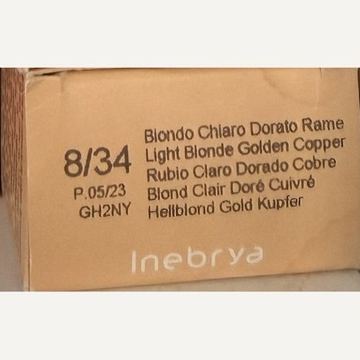 8/34
P.05/23
GH2NY
Biondo Chiaro Dorato Rame
Light Blonde Golden Copper
Rubio Claro Dorado Cobre
Blond Clair Doré Cuivré
Hellblond Gold Kupfer
Inebrya